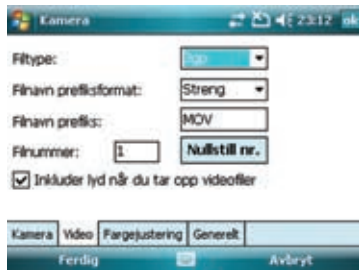 Kamera 23:12 ok
Filtype: 3gp
Filnavn prefiksformat: Streng
Filnavn prefiks: MOV
Filnummer: 1 Nullstill nr.
Inkluder lyd når du tar opp videofiler
Kamera Video Fargejustering Generelt
Ferdig Avbryt